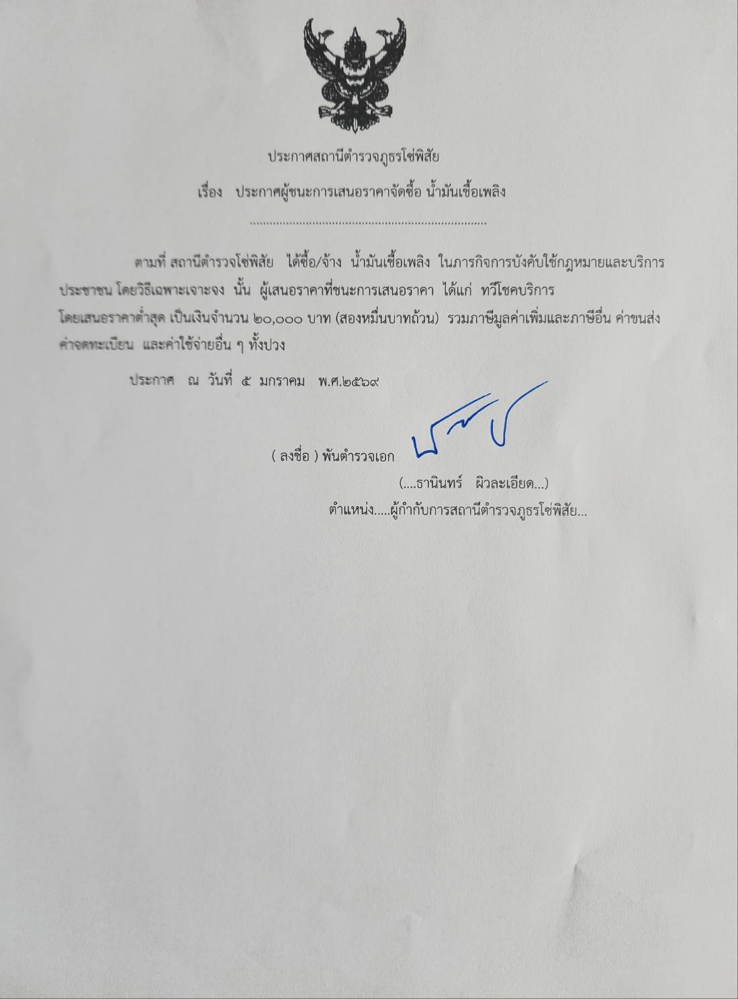 ประกาศสถานีตำรวจภูธรโซ่พิสัย
เรื่อง ประกาศผู้ชนะการเสนอราคาจัดซื้อ น้ำมันเชื้อเพลิง
......................................................................
ตามที่ สถานีตำรวจโซ่พิสัย ได้ซื้อ/จ้าง น้ำมันเชื้อเพลิง ในภารกิจการบังคับใช้กฎหมายและบริการ
ประชาชน โดยวิธีเฉพาะเจาะจง นั้น ผู้เสนอราคาที่ชนะการเสนอราคา ได้แก่ ทวีโชคบริการ
โดยเสนอราคาต่ำสุด เป็นเงินจำนวน ๒๐,๐๐๐ บาท (สองหมื่นบาทถ้วน) รวมภาษีมูลค่าเพิ่มและภาษีอื่น ค่าขนส่ง
ค่าจดทะเบียน และค่าใช้จ่ายอื่น ๆ ทั้งปวง
ประกาศ ณ วันที่ ๕ มกราคม พ.ศ.๒๕๖๙
( ลงชื่อ ) พันตำรวจเอก
(....ธานินทร์ ผิวละเอียด...)
ตำแหน่ง.....ผู้กำกับการสถานีตำรวจภูธรโซ่พิสัย...